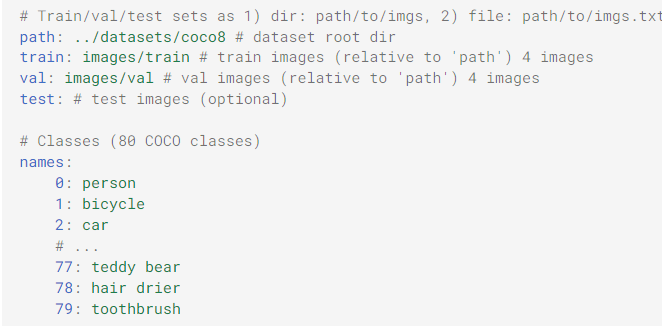 # Train/val/test sets as 1) dir: path/to/imgs, 2) file: path/to/imgs.txt
path: ../datasets/coco8 # dataset root dir
train: images/train # train images (relative to 'path') 4 images
val: images/val # val images (relative to 'path') 4 images
test: # test images (optional)
# Classes (80 COCO classes)
names:
0: person
1: bicycle
2: car
# ...
77: teddy bear
78: hair drier
79: toothbrush